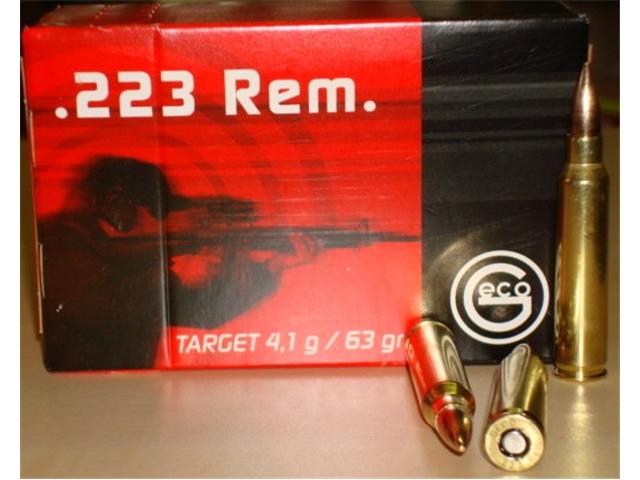 .223 Rem.
Geco
TARGET 4,1 g / 63 gr